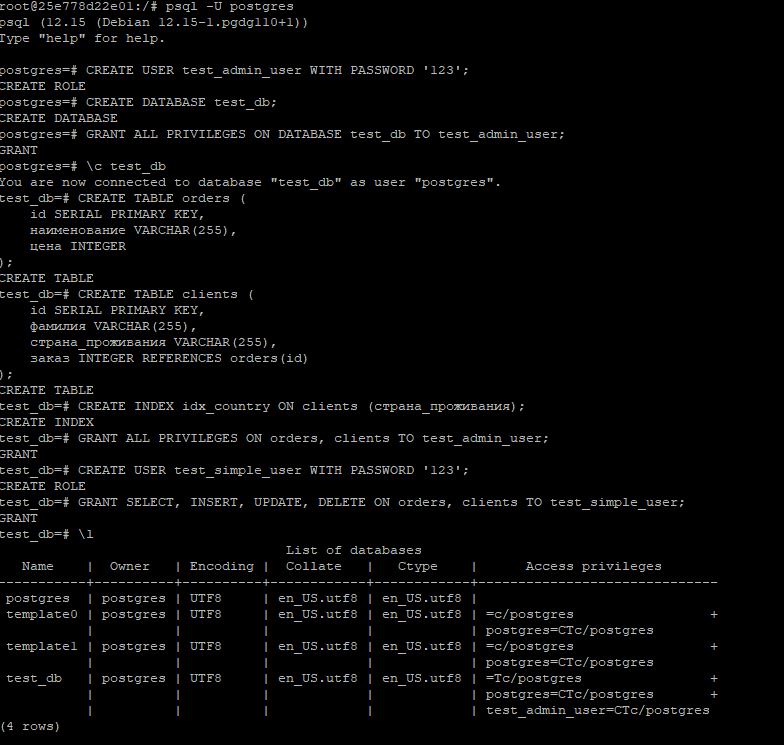 root@25e778d22e01:/# psql -U postgres
psql (12.15 (Debian 12.15-1.pgdg110+1))
Type "help" for help.
postgres=# CREATE USER test_admin_user WITH PASSWORD '123';
CREATE ROLE
postgres=# CREATE DATABASE test_db;
CREATE DATABASE
postgres=# GRANT ALL PRIVILEGES ON DATABASE test_db TO test_admin_user;
GRANT
postgres=# \c test_db
You are now connected to database "test_db" as user "postgres".
test_db=# CREATE TABLE orders (
    id SERIAL PRIMARY KEY,
    наименование VARCHAR(255),
    цена INTEGER
);
CREATE TABLE
test_db=# CREATE TABLE clients (
    id SERIAL PRIMARY KEY,
    фамилия VARCHAR(255),
    страна_проживания VARCHAR(255),
    заказ INTEGER REFERENCES orders(id)
);
CREATE TABLE
test_db=# CREATE INDEX idx_country ON clients (страна_проживания);
CREATE INDEX
test_db=# GRANT ALL PRIVILEGES ON orders, clients TO test_admin_user;
GRANT
test_db=# CREATE USER test_simple_user WITH PASSWORD '123';
CREATE ROLE
test_db=# GRANT SELECT, INSERT, UPDATE, DELETE ON orders, clients TO test_simple_user;
GRANT
test_db=# \l
                                  List of databases
   Name    |  Owner   | Encoding |  Collate   |   Ctype    |      Access privileges
-----------+----------+----------+------------+------------+------------------------------
 postgres  | postgres | UTF8     | en_US.utf8 | en_US.utf8 |
 template0 | postgres | UTF8     | en_US.utf8 | en_US.utf8 | =c/postgres                 +
           |          |          |            |            | postgres=CTc/postgres
 template1 | postgres | UTF8     | en_US.utf8 | en_US.utf8 | =c/postgres                 +
           |          |          |            |            | postgres=CTc/postgres
 test_db   | postgres | UTF8     | en_US.utf8 | en_US.utf8 | =Tc/postgres                +
           |          |          |            |            | postgres=CTc/postgres       +
           |          |          |            |            | test_admin_user=CTc/postgres
(4 rows)